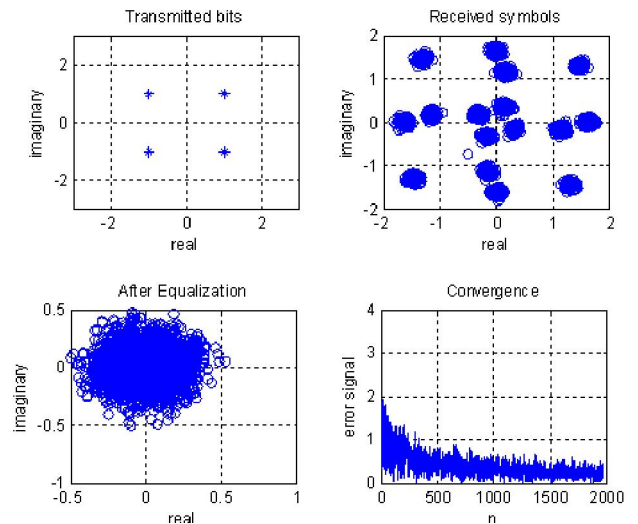 Transmitted bits
imaginary
2
0
-2
-2
0
2
real
Received symbols
imaginary
2
1
0
-1
-2
-2
-1
0
1
2
real
After Equalization
imaginary
0.5
0
-0.5
-1
-0.5
0
0.5
1
real
Convergence
error signal
4
3
2
1
0
0
500
1000
1500
2000
n